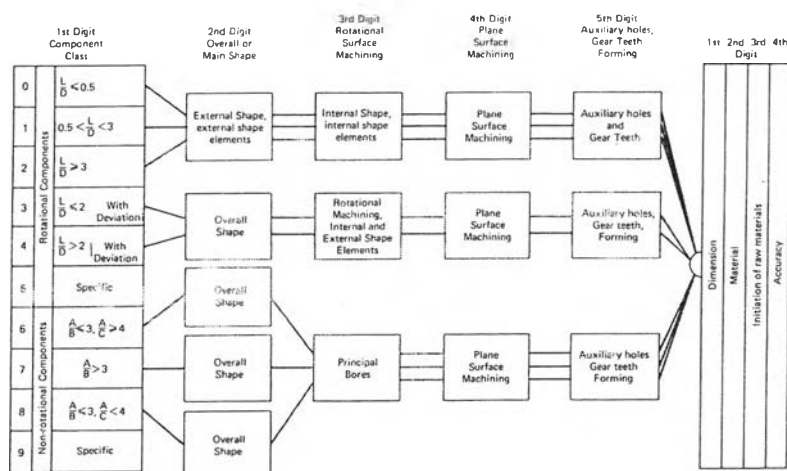 1st Digit
Component
Class
2nd Digit
Overall or
Main Shape
3rd Digit
Rotational
Surface
Machining
4th Digit
Plane
Surface
Machining
5th Digit
Auxiliary holes,
Gear Teeth
Forming
1st 2nd 3rd 4th
Digit
Rotational Components
0
L/D ≤ 0.5
1
0.5 < L/D < 3
2
L/D ≥ 3
3
L/D ≤ 2 With
Deviation
4
L/D > 2 With
Deviation
5
Specific
Non-rotational Components
6
A/B ≤ 3, A/C ≥ 4
7
A/B > 3
8
A/B ≤ 3, A/C < 4
9
Specific
External Shape,
external shape
elements
Internal Shape,
internal shape
elements
Plane
Surface
Machining
Auxiliary holes
and
Gear Teeth
Overall
Shape
Rotational
Machining,
Internal and
External Shape
Elements
Plane
Surface
Machining
Auxiliary holes,
Gear teeth,
Forming
Overall
Shape
Overall
Shape
Overall
Shape
Principal
Bores
Plane
Surface
Machining
Auxiliary holes
Gear teeth
Forming
Dimension
Material
Initiation of raw materials
Accuracy